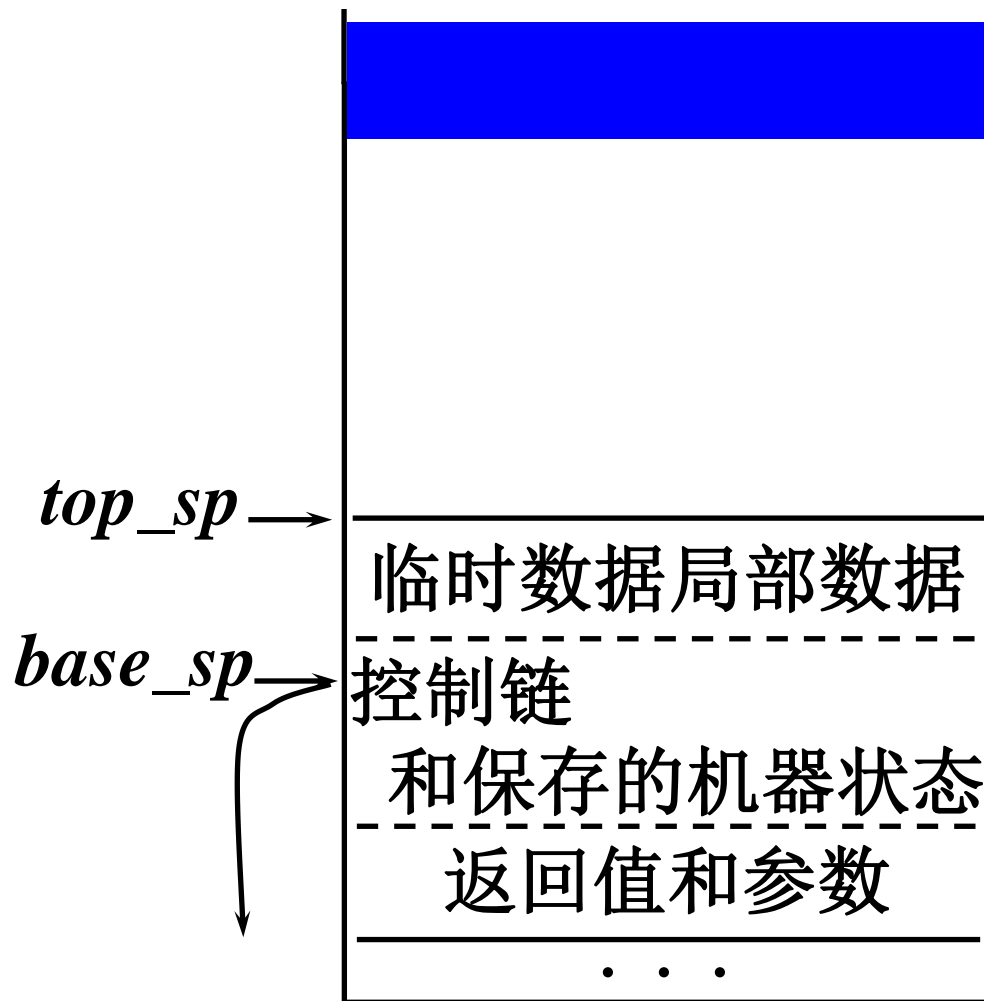 top_sp
临时数据局部数据
base_sp
控制链
和保存的机器状态
返回值和参数
. . .